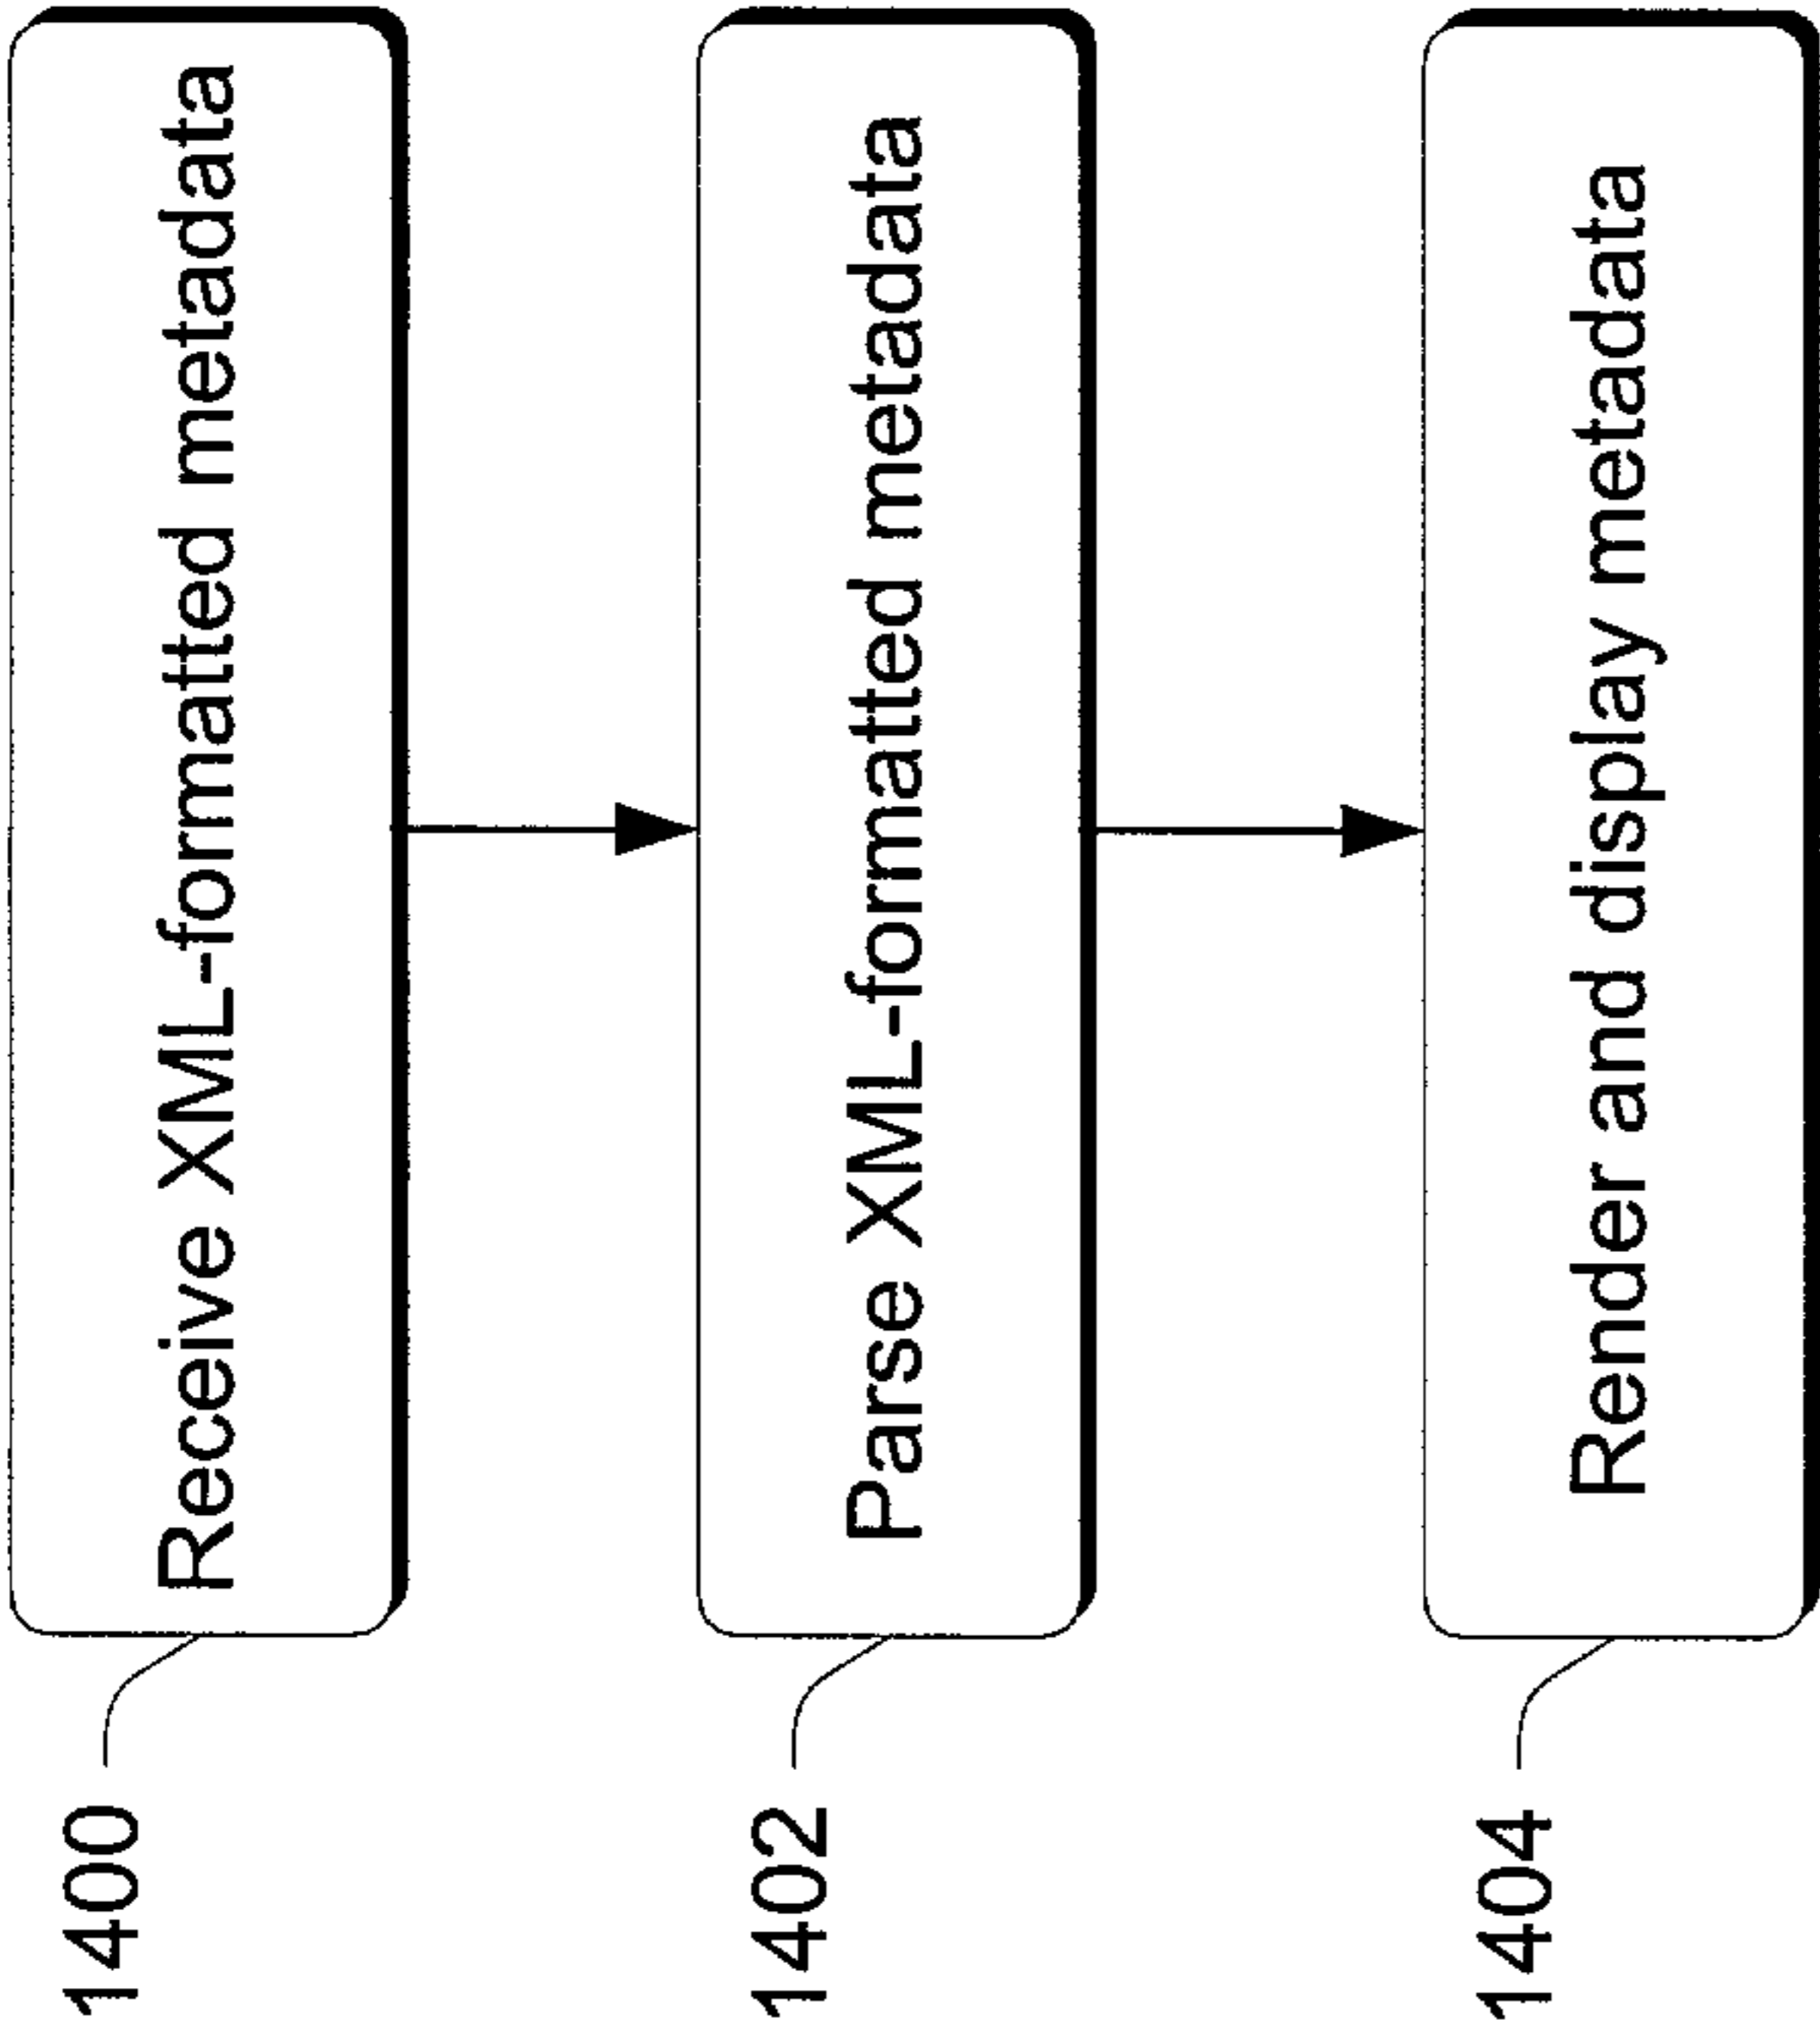 1400
Receive XML-formatted metadata
1402
Parse XML-formatted metadata
1404
Render and display metadata